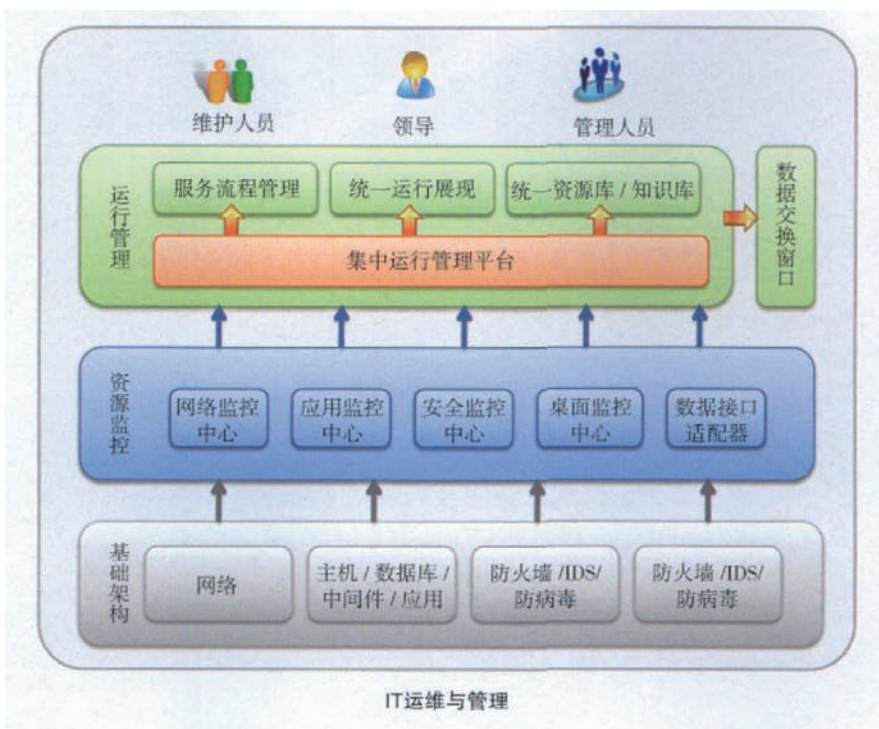 维护人员
领导
管理人员
运行管理
服务流程管理
统一运行展现
统一资源库 / 知识库
集中运行管理平台
数据交换窗口
资源监控
网络监控
中心
应用监控
中心
安全监控
中心
桌面监控
中心
数据接口
适配器
基础架构
网络
主机 / 数据库 /
中间件 / 应用
防火墙 /IDS/
防病毒
防火墙 /IDS/
防病毒
IT运维与管理